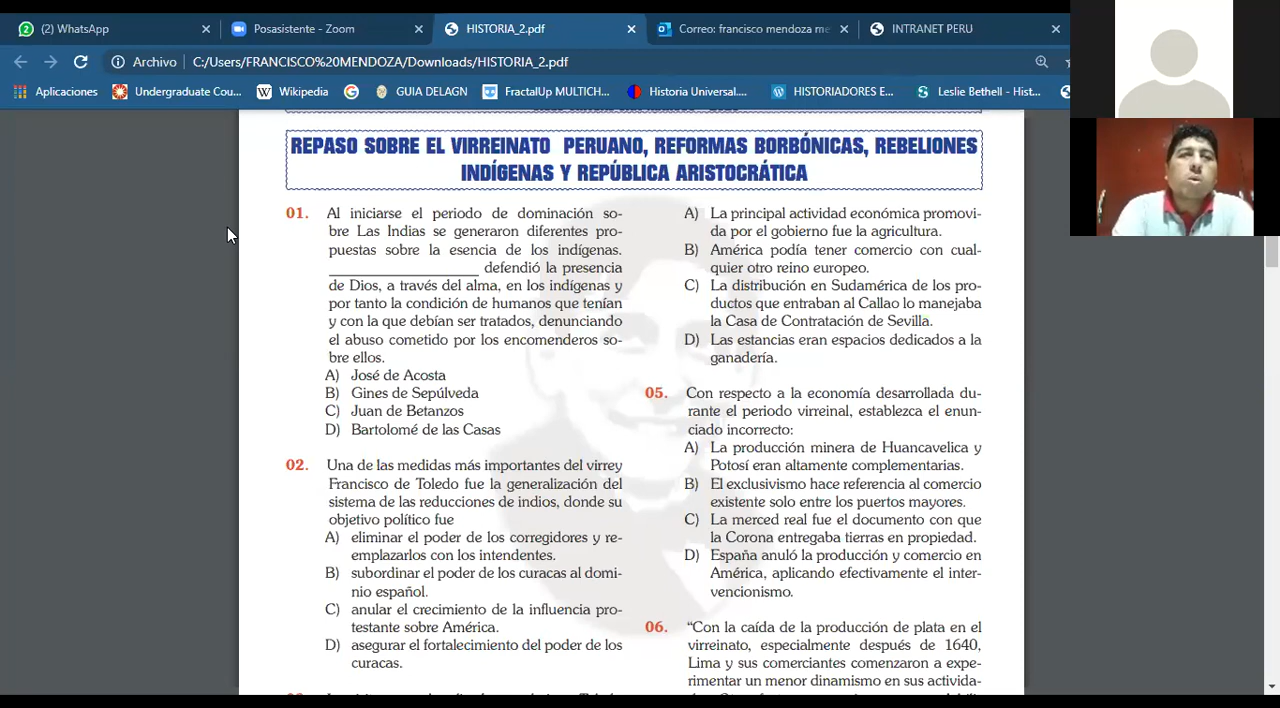 (2) WhatsApp
Posasistente - Zoom
HISTORIA_2.pdf
Correo: francisco mendoza me
INTRANET PERU
Archivo
C:/Users/FRANCISCO%20MENDOZA/Downloads/HISTORIA_2.pdf
Aplicaciones
Undergraduate Cou...
Wikipedia
GUIA DELAGN
FractalUp MULTICH...
Historia Universal....
HISTORIADORES E...
Leslie Bethell - Hist...
REPASO SOBRE EL VIRREINATO PERUANO, REFORMAS BORBÓNICAS, REBELIONES
INDÍGENAS Y REPÚBLICA ARISTOCRÁTICA
01. Al iniciarse el periodo de dominación so-
bre Las Indias se generaron diferentes pro-
puestas sobre la esencia de los indígenas.
____________________ defendió la presencia
de Dios, a través del alma, en los indígenas y
por tanto la condición de humanos que tenían
y con la que debían ser tratados, denunciando
el abuso cometido por los encomenderos so-
bre ellos.
A) José de Acosta
B) Gines de Sepúlveda
C) Juan de Betanzos
D) Bartolomé de las Casas
02. Una de las medidas más importantes del virrey
Francisco de Toledo fue la generalización del
sistema de las reducciones de indios, donde su
objetivo político fue
A) eliminar el poder de los corregidores y re-
emplazarlos con los intendentes.
B) subordinar el poder de los curacas al domi-
nio español.
C) anular el crecimiento de la influencia pro-
testante sobre América.
D) asegurar el fortalecimiento del poder de los
curacas.
A) La principal actividad económica promovi-
da por el gobierno fue la agricultura.
B) América podía tener comercio con cual-
quier otro reino europeo.
C) La distribución en Sudamérica de los pro-
ductos que entraban al Callao lo manejaba
la Casa de Contratación de Sevilla.
D) Las estancias eran espacios dedicados a la
ganadería.
05. Con respecto a la economía desarrollada du-
rante el periodo virreinal, establezca el enun-
ciado incorrecto:
A) La producción minera de Huancavelica y
Potosí eran altamente complementarias.
B) El exclusivismo hace referencia al comercio
existente solo entre los puertos mayores.
C) La merced real fue el documento con que
la Corona entregaba tierras en propiedad.
D) España anuló la producción y comercio en
América, aplicando efectivamente el inter-
vencionismo.
06. “Con la caída de la producción de plata en el
virreinato, especialmente después de 1640,
Lima y sus comerciantes comenzaron a expe-
rimentar un menor dinamismo en sus activida-